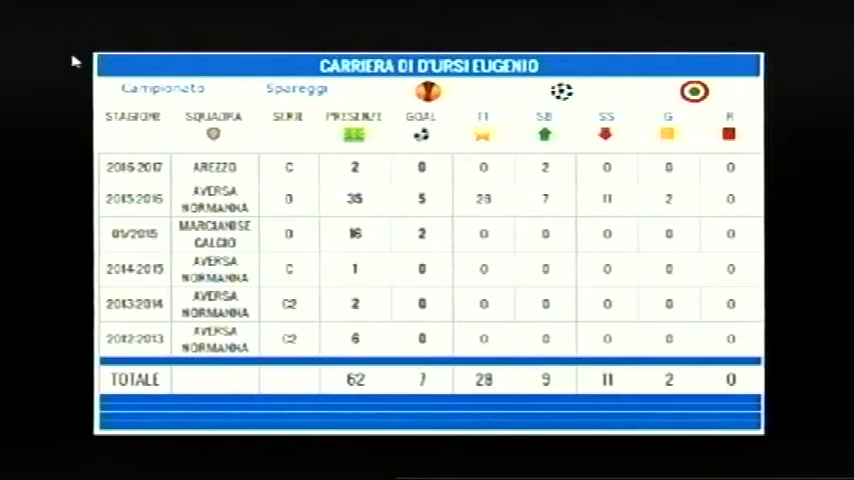 CARRIERA DI D'URSI EUGENIO
Campionato Spareggi
STAGIONE SQUADRA SERIE PRESENZE GOAL TT SB SS G R
2016-2017 AREZZO C 2 0 0 2 0 0 0
2015-2016 AVERSA NORMANNA D 35 5 28 7 11 2 0
01/2015 MARCIANISE CALCIO D 16 2 0 0 0 0 0
2014-2015 AVERSA NORMANNA C 1 0 0 0 0 0 0
2013-2014 AVERSA NORMANNA C2 2 0 0 0 0 0 0
2012-2013 AVERSA NORMANNA C2 6 0 0 0 0 0 0
TOTALE 62 7 28 9 11 2 0